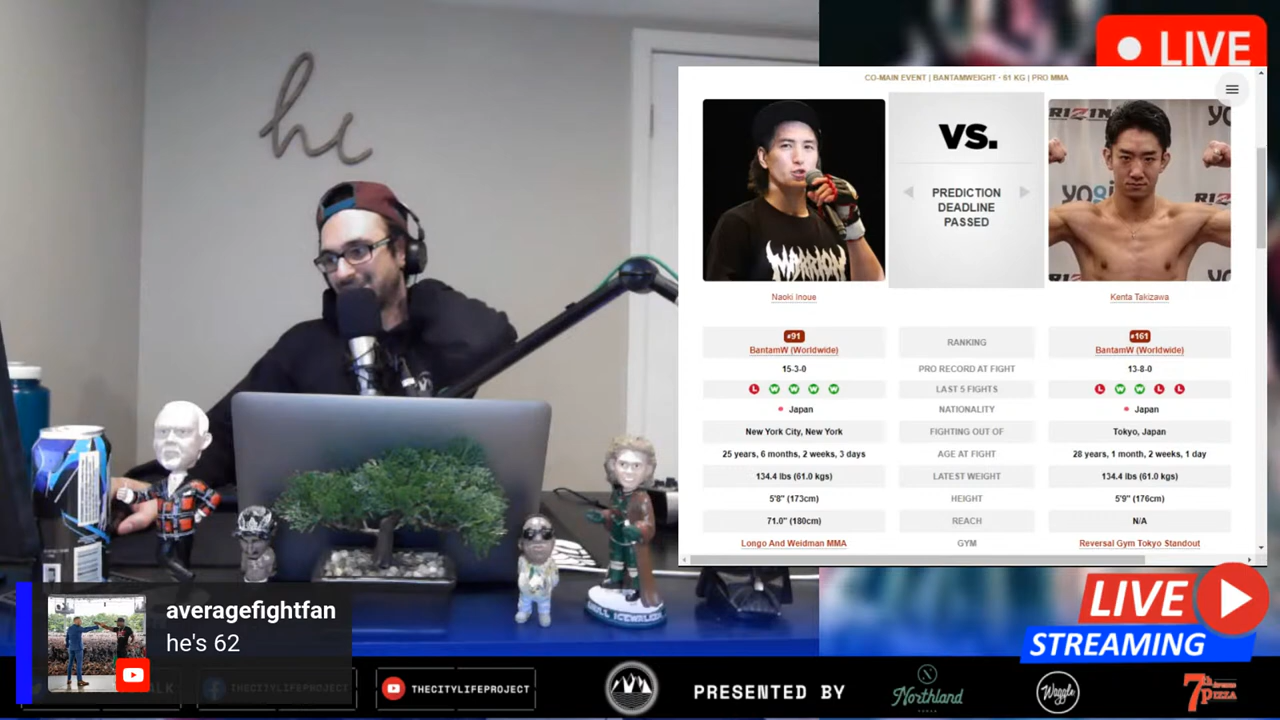 hi
LIVE
CO-MAIN EVENT | BANTAMWEIGHT · 61 KG | PRO MMA
VS.
PREDICTION
DEADLINE
PASSED
RIZIN
yogi
Naoki Inoue
Kenta Takizawa
#91
BantamW (Worldwide)
RANKING
#161
BantamW (Worldwide)
15-3-0
PRO RECORD AT FIGHT
13-8-0
L W W W W
LAST 5 FIGHTS
L W W L L
Japan
NATIONALITY
Japan
New York City, New York
FIGHTING OUT OF
Tokyo, Japan
25 years, 6 months, 2 weeks, 3 days
AGE AT FIGHT
28 years, 1 month, 2 weeks, 1 day
134.4 lbs (61.0 kgs)
LATEST WEIGHT
134.4 lbs (61.0 kgs)
5'8" (173cm)
HEIGHT
5'9" (176cm)
71.0" (180cm)
REACH
N/A
Longo And Weidman MMA
GYM
Reversal Gym Tokyo Standout
averagefightfan
he's 62
LIVE
STREAMING
THECITYLIFEPROJECT
THECITYLIFEPROJECT
PRESENTED BY
Northland
Waggle
7th Avenue
PIZZA